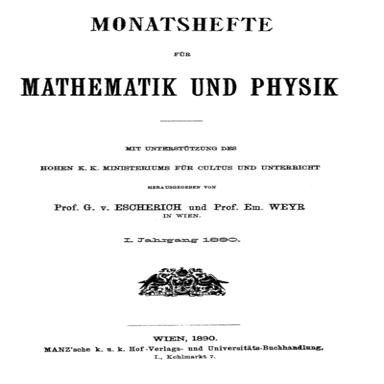 MONATSHEFTE
FÜR
MATHEMATIK UND PHYSIK
MIT UNTERSTÜTZUNG DES
HOHEN K. K. MINISTERIUMS FÜR CULTUS UND UNTERRICHT
HERAUSGEGEBEN VON
Prof. G. v. ESCHERICH und Prof. Em. WEYR
IN WIEN.
I. Jahrgang 1890.
WIEN, 1890.
MANZ'sche k. u. k. Hof-Verlags- und Universitäts-Buchhandlung,
I., Kohlmarkt 7.